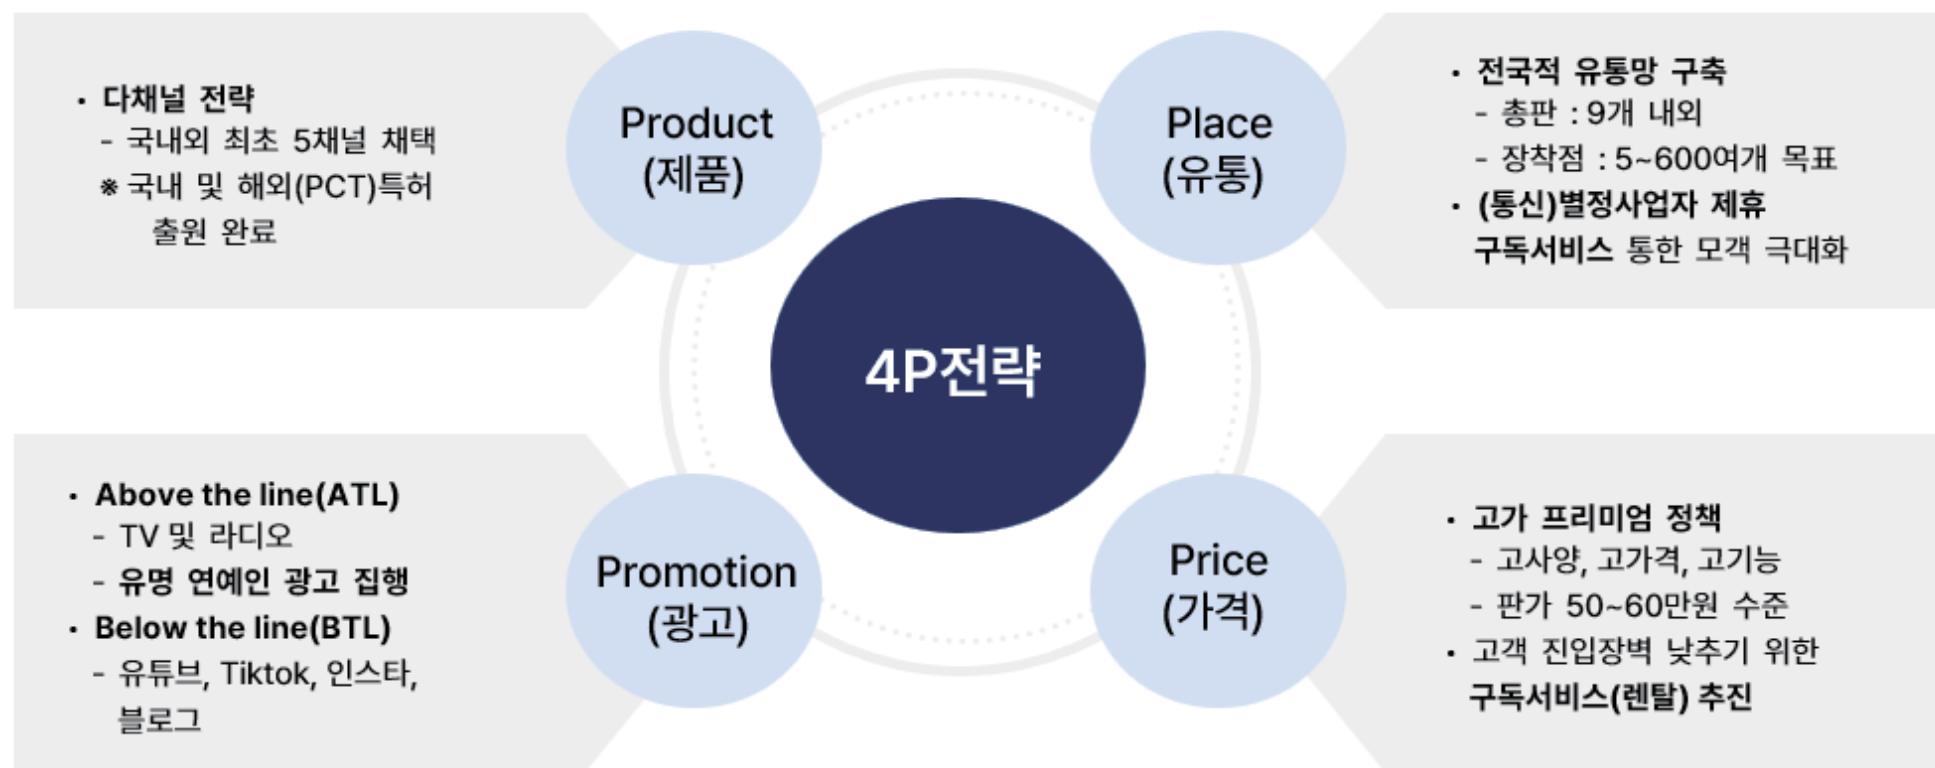 • 다채널 전략
- 국내외 최초 5채널 채택
※ 국내 및 해외(PCT)특허
출원 완료
Product
(제품)
Place
(유통)
• 전국적 유통망 구축
- 총판 : 9개 내외
- 장착점 : 5~600여개 목표
• (통신)별정사업자 제휴
구독서비스 통한 모객 극대화
4P전략
• Above the line(ATL)
- TV 및 라디오
- 유명 연예인 광고 집행
• Below the line(BTL)
- 유튜브, Tiktok, 인스타,
블로그
Promotion
(광고)
Price
(가격)
• 고가 프리미엄 정책
- 고사양, 고가격, 고기능
- 판가 50~60만원 수준
• 고객 진입장벽 낮추기 위한
구독서비스(렌탈) 추진